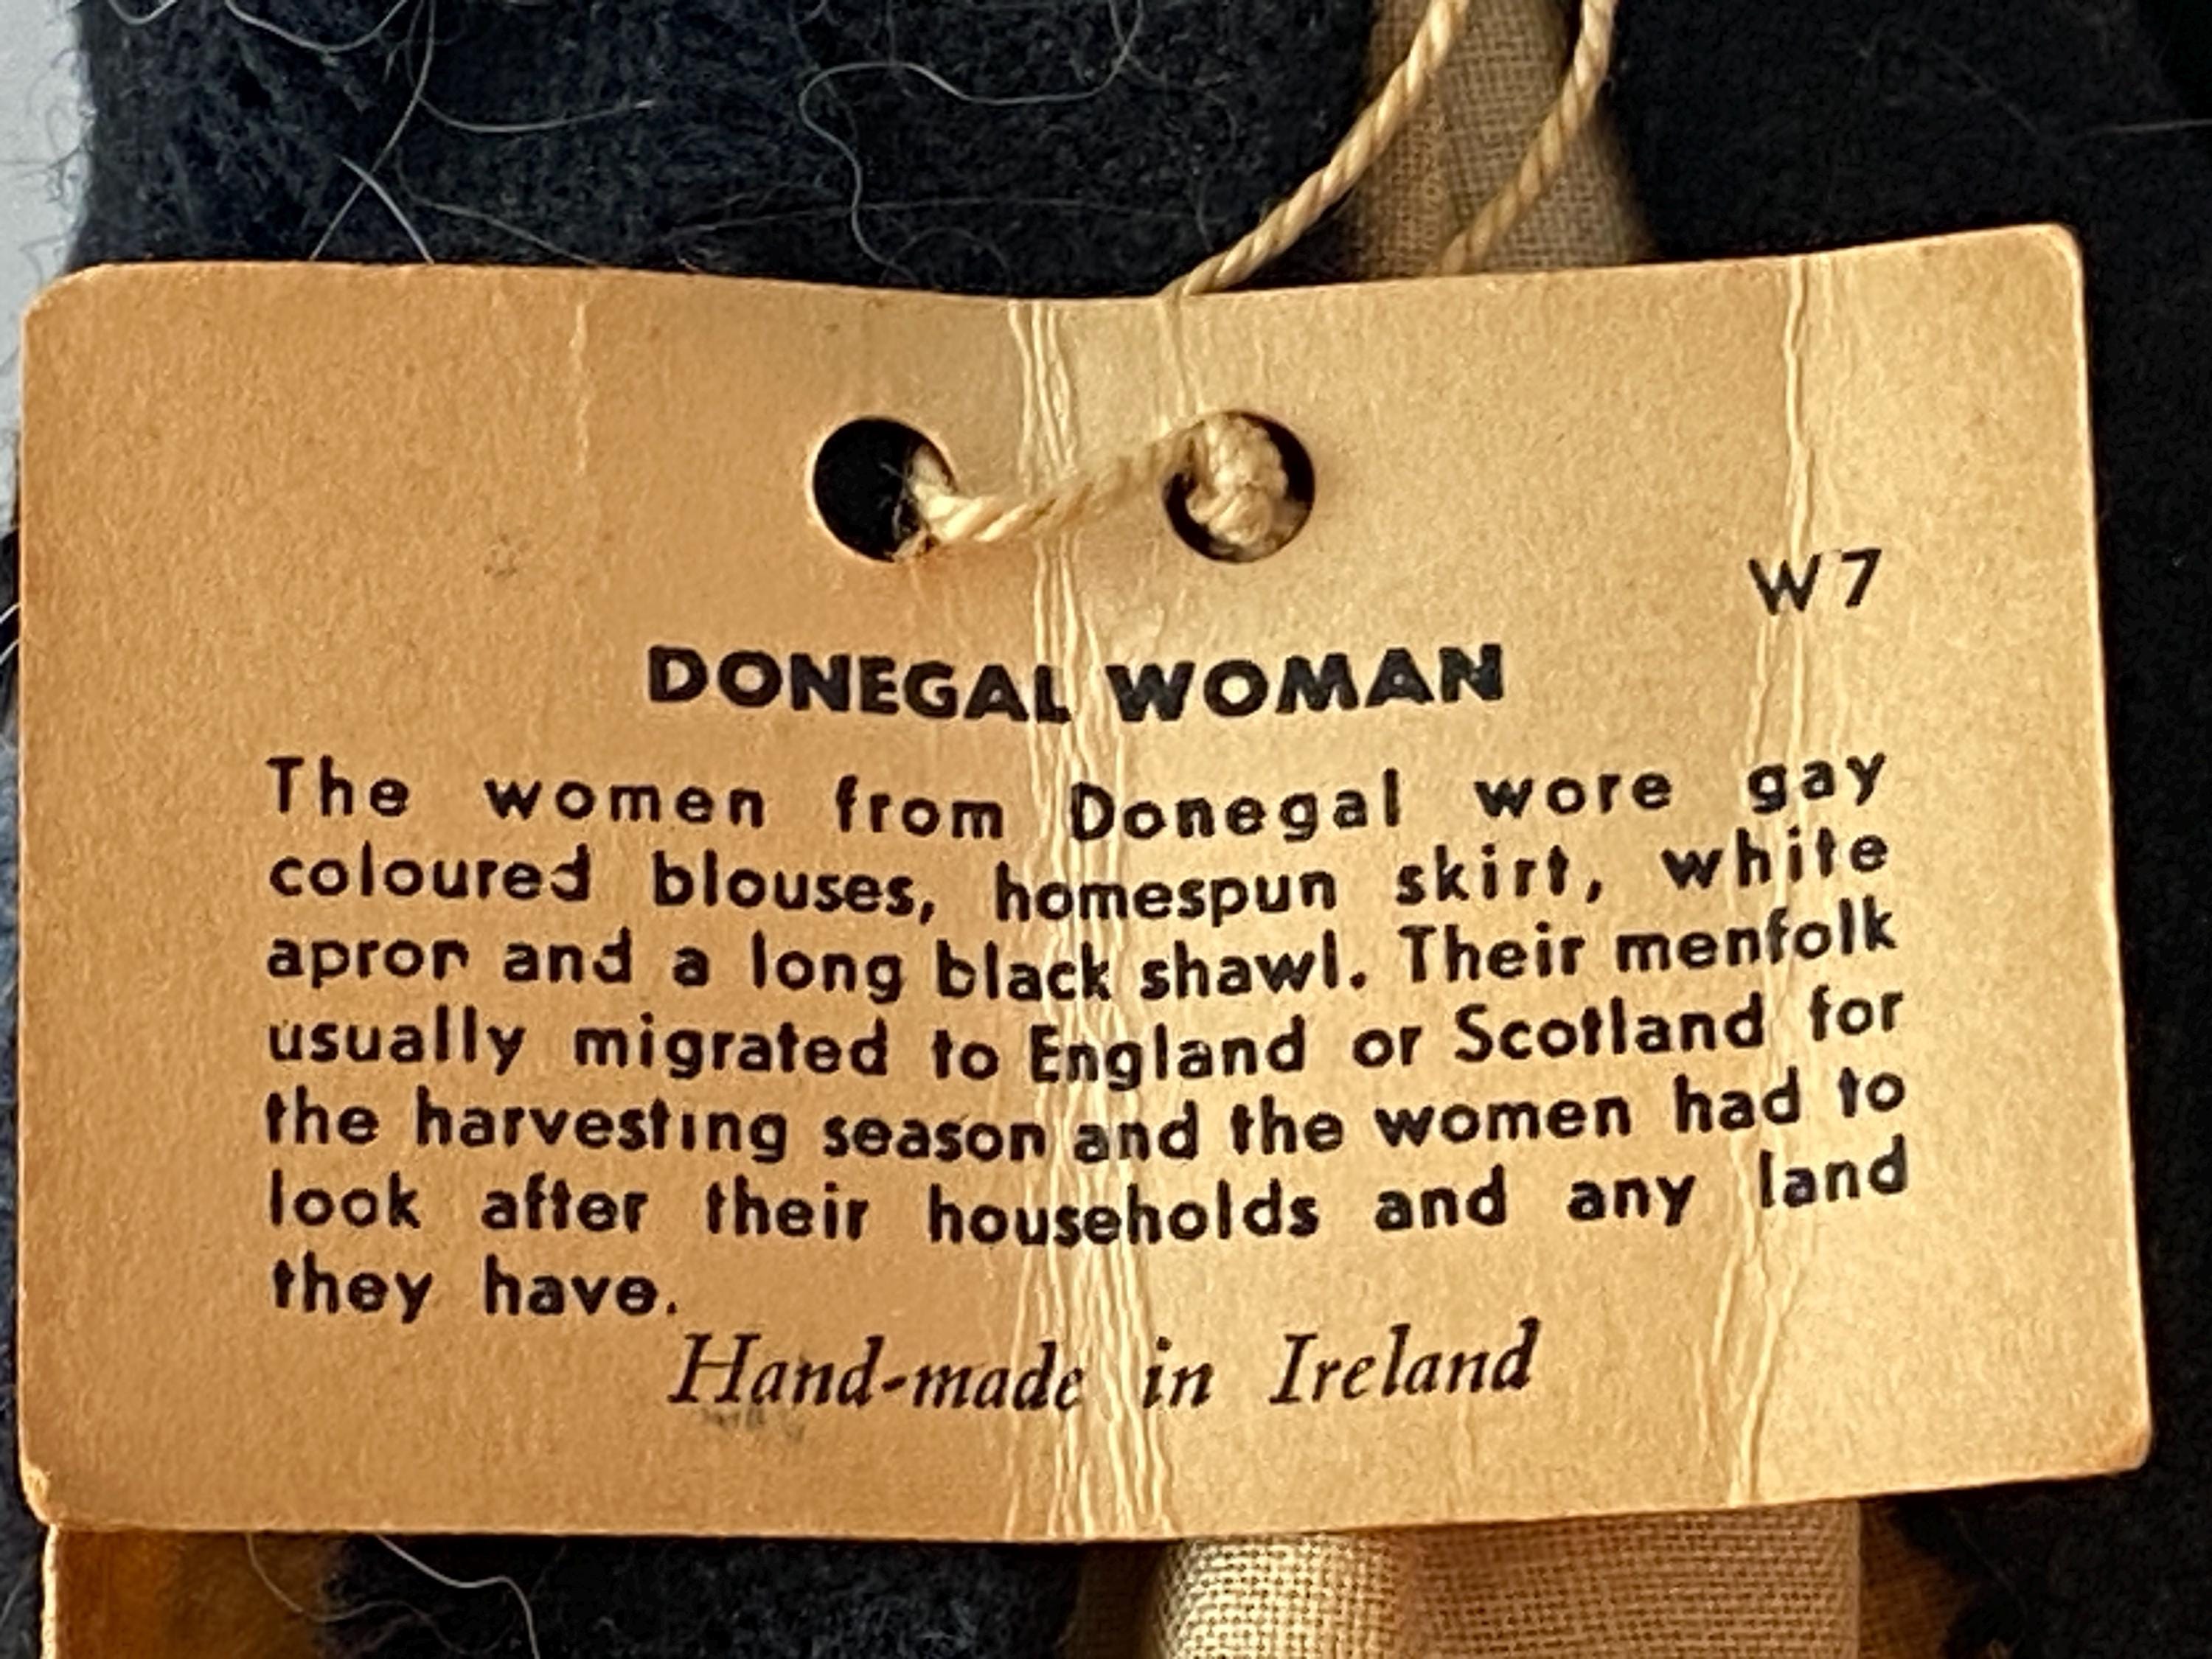 W7
DONEGAL WOMAN
The women from Donegal wore gay
coloured blouses, homespun skirt, white
apron and a long black shawl. Their menfolk
usually migrated to England or Scotland for
the harvesting season and the women had to
look after their households and any land
they have.
Hand-made in Ireland